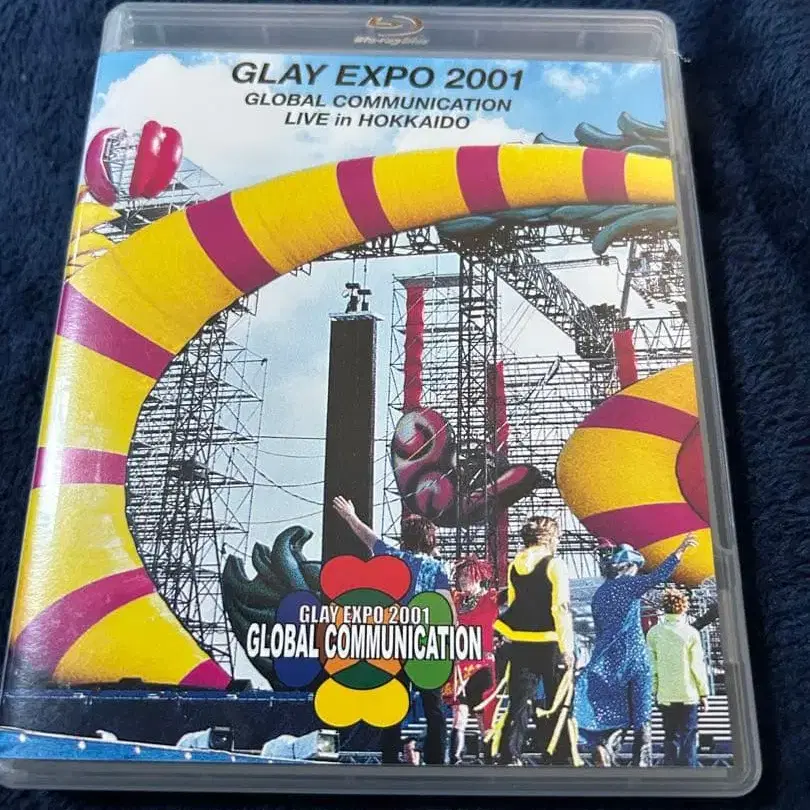 Blu-ray Disc
GLAY EXPO 2001
GLOBAL COMMUNICATION
LIVE in HOKKAIDO
GLAY EXPO 2001
GLOBAL COMMUNICATION